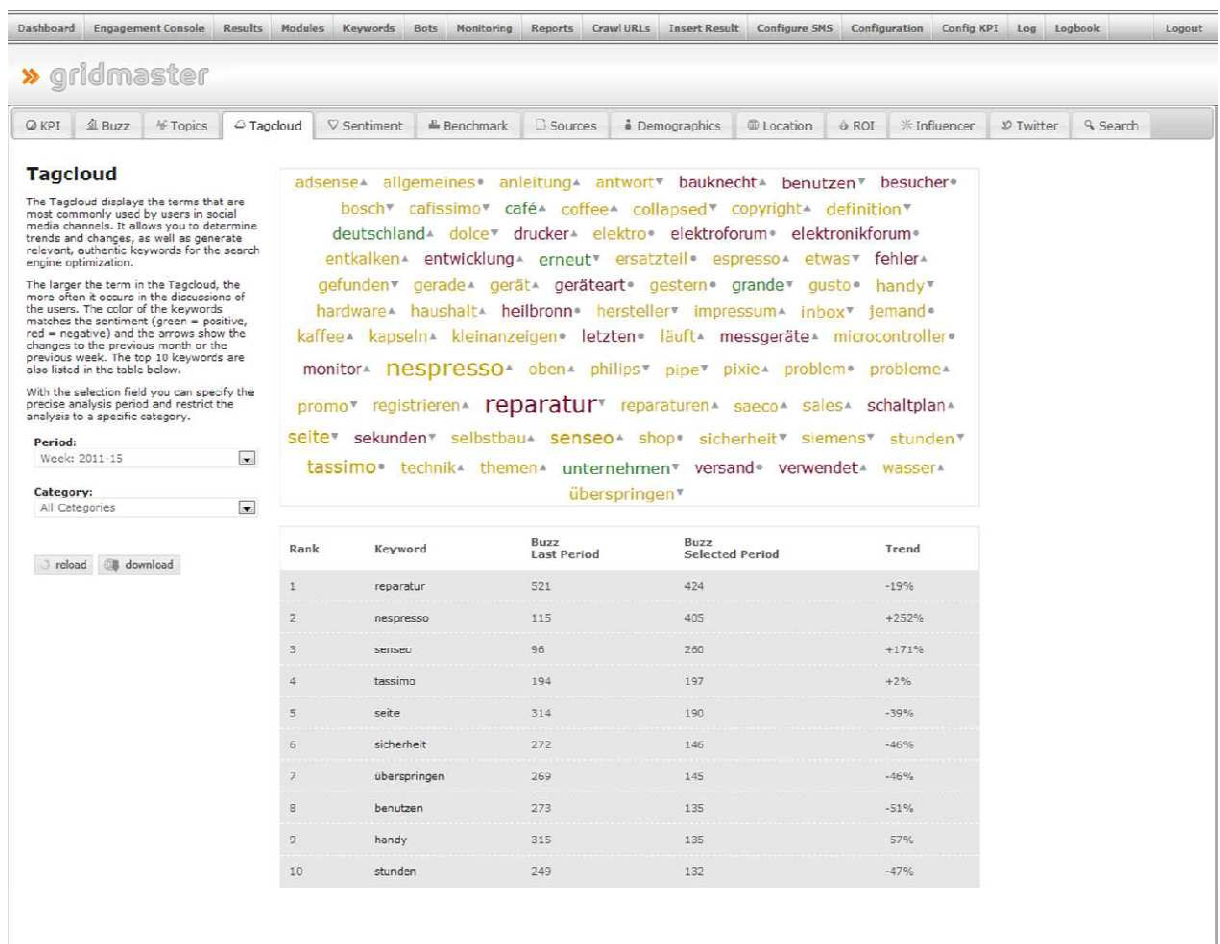 Dashboard Engagement Console Results Modules Keywords Bots Monitoring Reports Crawl URLs Insert Result Configure SMS Configuration Config KPI Log Logbook Logout
» gridmaster
KPI Buzz Topics Tagcloud Sentiment Benchmark Sources Demographics Location ROI Influencer Twitter Search
Tagcloud
The Tagcloud displays the terms that are
most commonly used by users in social
media channels. It allows you to determine
trends and changes, as well as generate
relevant, authentic keywords for the search
engine optimization.
The larger the term in the Tagcloud, the
more often it occurs in the discussions of
the users. The color of the keywords
matches the sentiment (green = positive,
red = negative) and the arrows show the
changes to the previous month or the
previous week. The top 10 keywords are
also listed in the table below.
With the selection field you can specify the
precise analysis period and restrict the
analysis to a specific category.
Period:
Week: 2011-15
Category:
All Categories
reload download
adsense▲ allgemeines● anleitung▲ antwort▼ bauknecht▲ benutzen▼ besucher●
bosch▼ cafissimo▼ café▲ coffee▲ collapsed▼ copyright▲ definition▼
deutschland▲ dolce▼ drucker▲ elektro● elektroforum● elektronikforum●
entkalken▲ entwicklung▲ erneut▼ ersatzteil● espresso▲ etwas▼ fehler▲
gefunden▼ gerade▲ gerät▲ geräteart● gestern● grande▼ gusto● handy▼
hardware▲ haushalt▲ heilbronn● hersteller▼ impressum▲ inbox▼ jemand●
kaffee▲ kapseln▲ kleinanzeigen● letzten● läuft▲ messgeräte▲ microcontroller●
monitor▲ nespresso▲ oben▲ philips▼ pipe▼ pixie▲ problem● probleme▲
promo▼ registrieren▲ reparatur▼ reparaturen▲ saeco▲ sales▲ schaltplan▲
seite▼ sekunden▼ selbstbau▲ senseo▲ shop● sicherheit▼ siemens▼ stunden▼
tassimo● technik▲ themen▲ unternehmen▼ versand● verwendet▲ wasser▲
überspringen▼
Rank Keyword Buzz Last Period Buzz Selected Period Trend
1 reparatur 521 424 -19%
2 nespresso 115 405 +252%
3 senseo 96 260 +171%
4 tassimo 194 197 +2%
5 seite 314 190 -39%
6 sicherheit 272 146 -46%
7 überspringen 269 145 -46%
8 benutzen 273 135 -51%
9 handy 315 135 57%
10 stunden 249 132 -47%